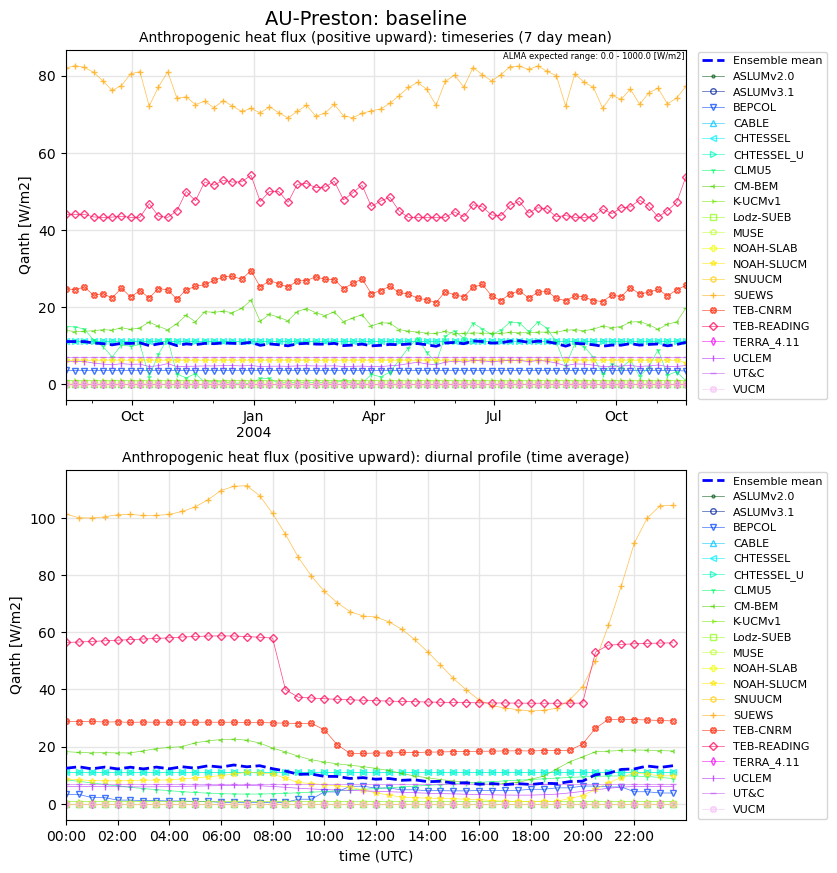 AU-Preston: baseline
Anthropogenic heat flux (positive upward): timeseries (7 day mean)
ALMA expected range: 0.0 - 1000.0 [W/m2]
Qanth [W/m2]
80
60
40
20
0
Oct
Jan
2004
Apr
Jul
Oct
Ensemble mean
ASLUMv2.0
ASLUMv3.1
BEPCOL
CABLE
CHTESSEL
CHTESSEL_U
CLMU5
CM-BEM
K-UCMv1
Lodz-SUEB
MUSE
NOAH-SLAB
NOAH-SLUCM
SNUUCM
SUEWS
TEB-CNRM
TEB-READING
TERRA_4.11
UCLEM
UT&C
VUCM
Anthropogenic heat flux (positive upward): diurnal profile (time average)
Qanth [W/m2]
100
80
60
40
20
0
00:00 02:00 04:00 06:00 08:00 10:00 12:00 14:00 16:00 18:00 20:00 22:00
time (UTC)
Ensemble mean
ASLUMv2.0
ASLUMv3.1
BEPCOL
CABLE
CHTESSEL
CHTESSEL_U
CLMU5
CM-BEM
K-UCMv1
Lodz-SUEB
MUSE
NOAH-SLAB
NOAH-SLUCM
SNUUCM
SUEWS
TEB-CNRM
TEB-READING
TERRA_4.11
UCLEM
UT&C
VUCM